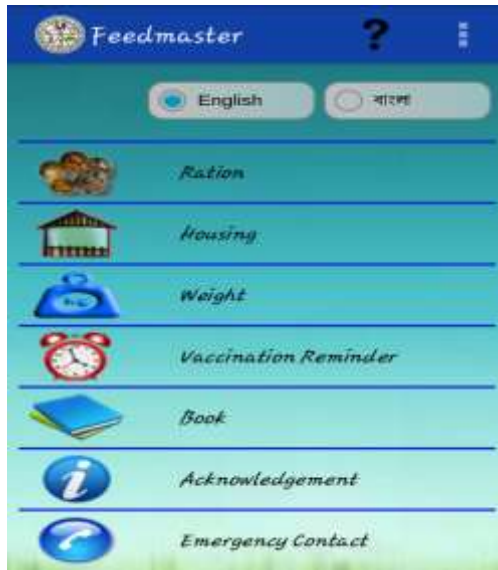 Feedmaster ?
English বাংলা
Ration
Housing
Weight
Vaccination Reminder
Book
Acknowledgement
Emergency Contact